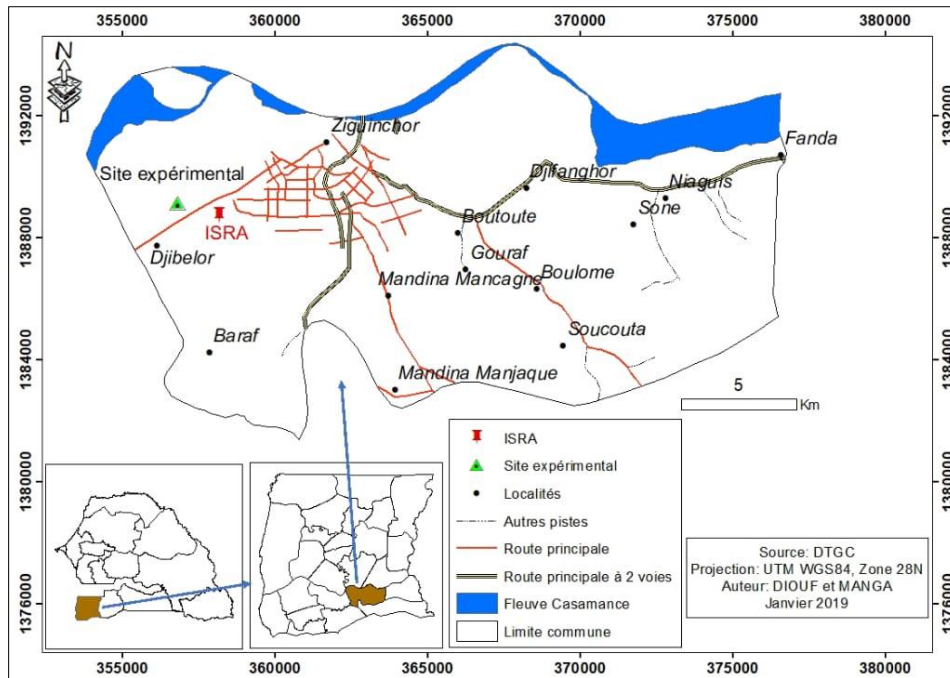 355000 360000 365000 370000 375000 380000
N
1392000
1392000
Ziguinchor
Fanda
Site expérimental
Djifanghor
Niaguis
Sone
ISRA
Boutoute
1388000
1388000
Djibelor
Gouraf
Mandina Mancagne
Boulome
Baraf
Soucouta
1384000
1384000
Mandina Manjaque
5
Km
ISRA
Site expérimental
Localités
Autres pistes
Route principale
Route principale à 2 voies
Fleuve Casamance
Limite commune
1380000
1380000
Source: DTGC
Projection: UTM WGS84, Zone 28N
Auteur: DIOUF et MANGA
Janvier 2019
1376000
1376000
355000 360000 365000 370000 375000 380000